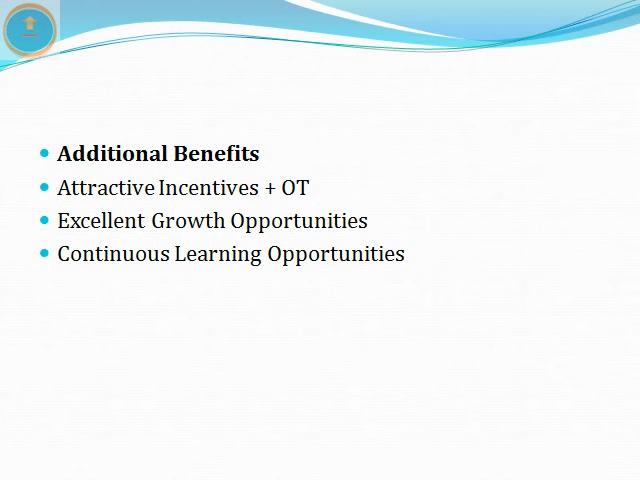 Additional Benefits
Attractive Incentives + OT
Excellent Growth Opportunities
Continuous Learning Opportunities